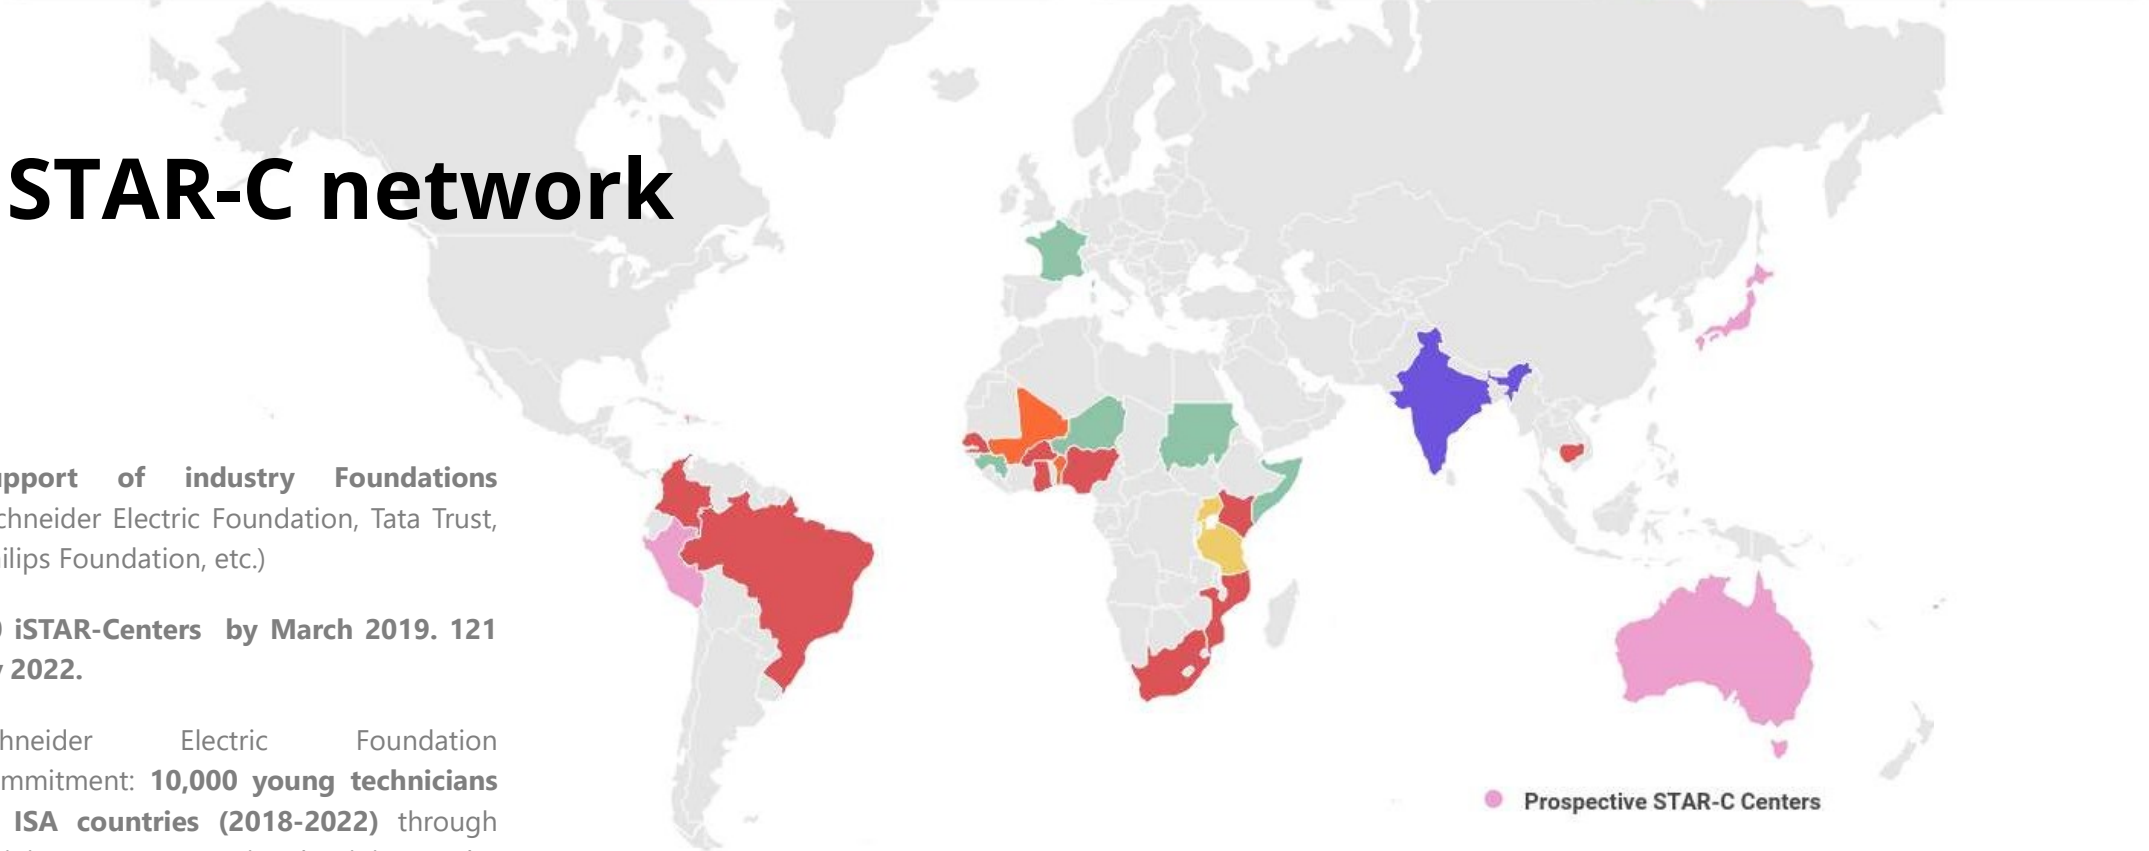 STAR-C network
upport of industry Foundations
chneider Electric Foundation, Tata Trust,
ilips Foundation, etc.)
iSTAR-Centers by March 2019. 121
2022.
hneider Electric Foundation
mmitment: 10,000 young technicians
ISA countries (2018-2022) through
Prospective STAR-C Centers